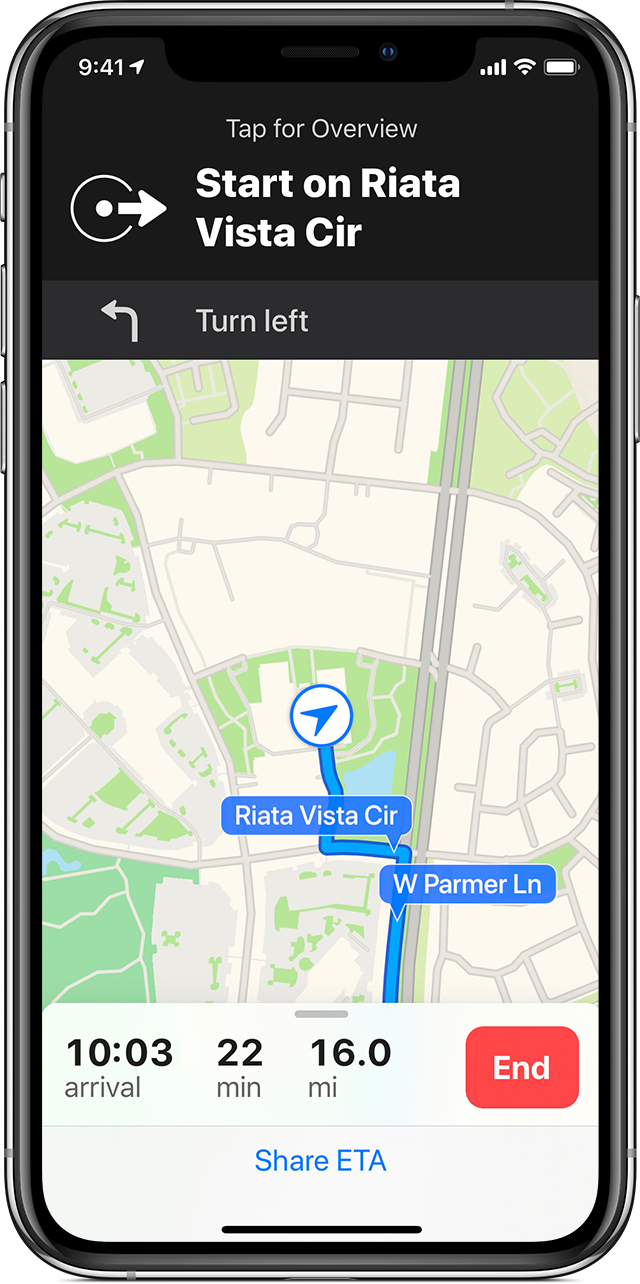 9:41
Tap for Overview
Start on Riata
Vista Cir
Turn left
Riata Vista Cir
W Parmer Ln
10:03 22 16.0
arrival min mi
End
Share ETA